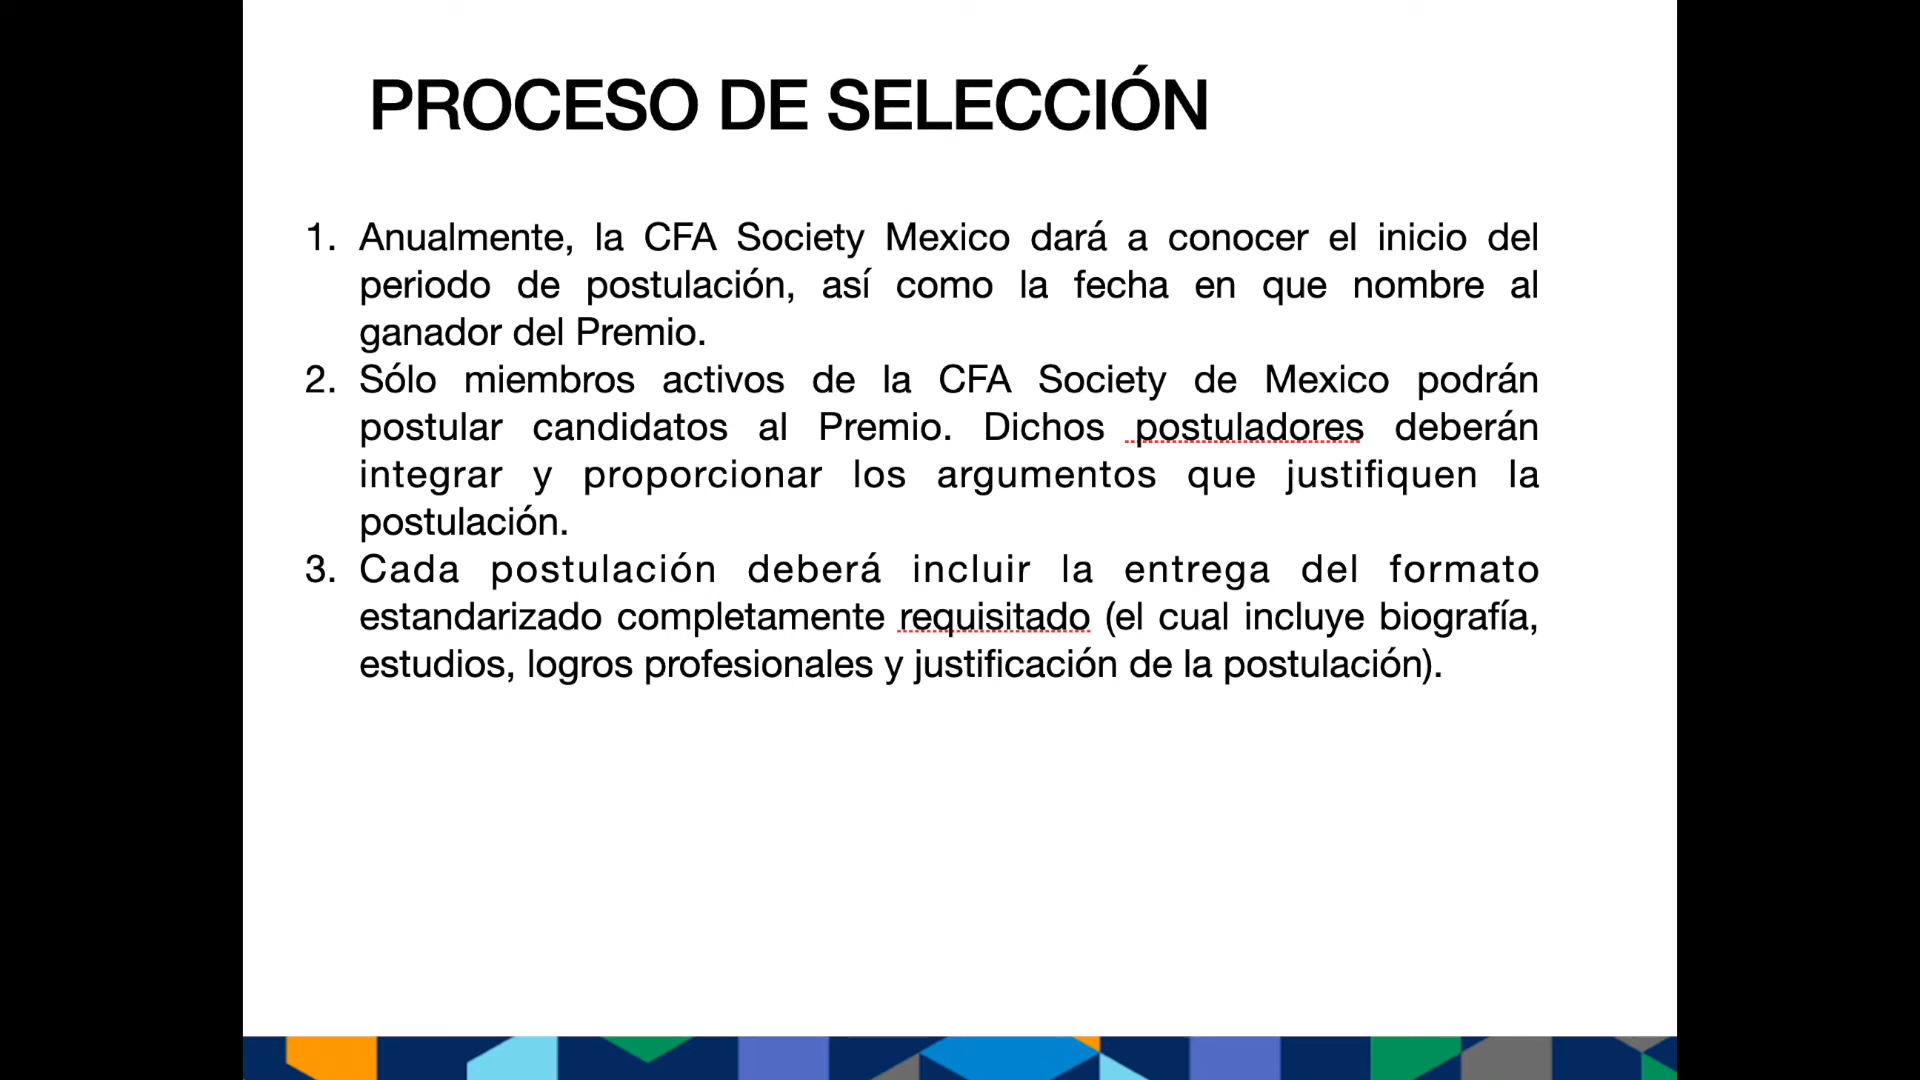 PROCESO DE SELECCIÓN
1. Anualmente, la CFA Society Mexico dará a conocer el inicio del
periodo de postulación, así como la fecha en que nombre al
ganador del Premio.
2. Sólo miembros activos de la CFA Society de Mexico podrán
postular candidatos al Premio. Dichos postuladores deberán
integrar y proporcionar los argumentos que justifiquen la
postulación.
3. Cada postulación deberá incluir la entrega del formato
estandarizado completamente requisitado (el cual incluye biografía,
estudios, logros profesionales y justificación de la postulación).